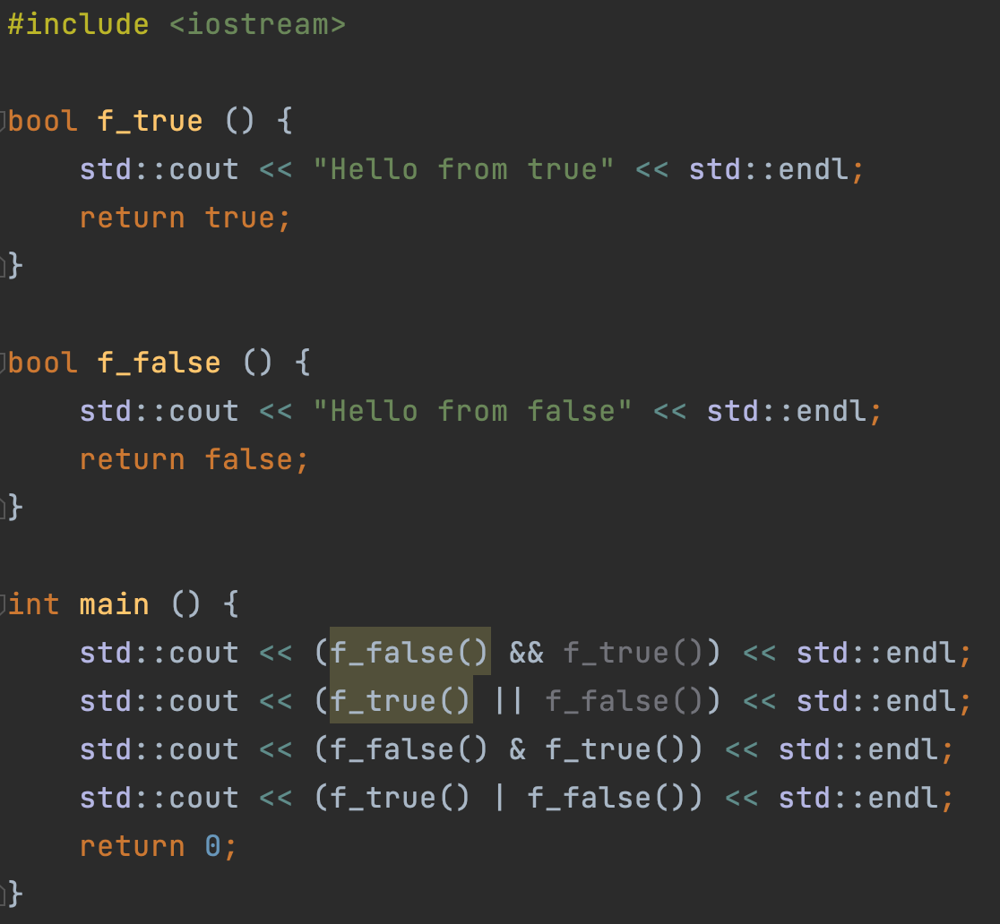 #include <iostream>
bool f_true () {
std::cout << "Hello from true" << std::endl;
return true;
}
bool f_false () {
std::cout << "Hello from false" << std::endl;
return false;
}
int main () {
std::cout << (f_false() && f_true()) << std::endl;
std::cout << (f_true() || f_false()) << std::endl;
std::cout << (f_false() & f_true()) << std::endl;
std::cout << (f_true() | f_false()) << std::endl;
return 0;
}